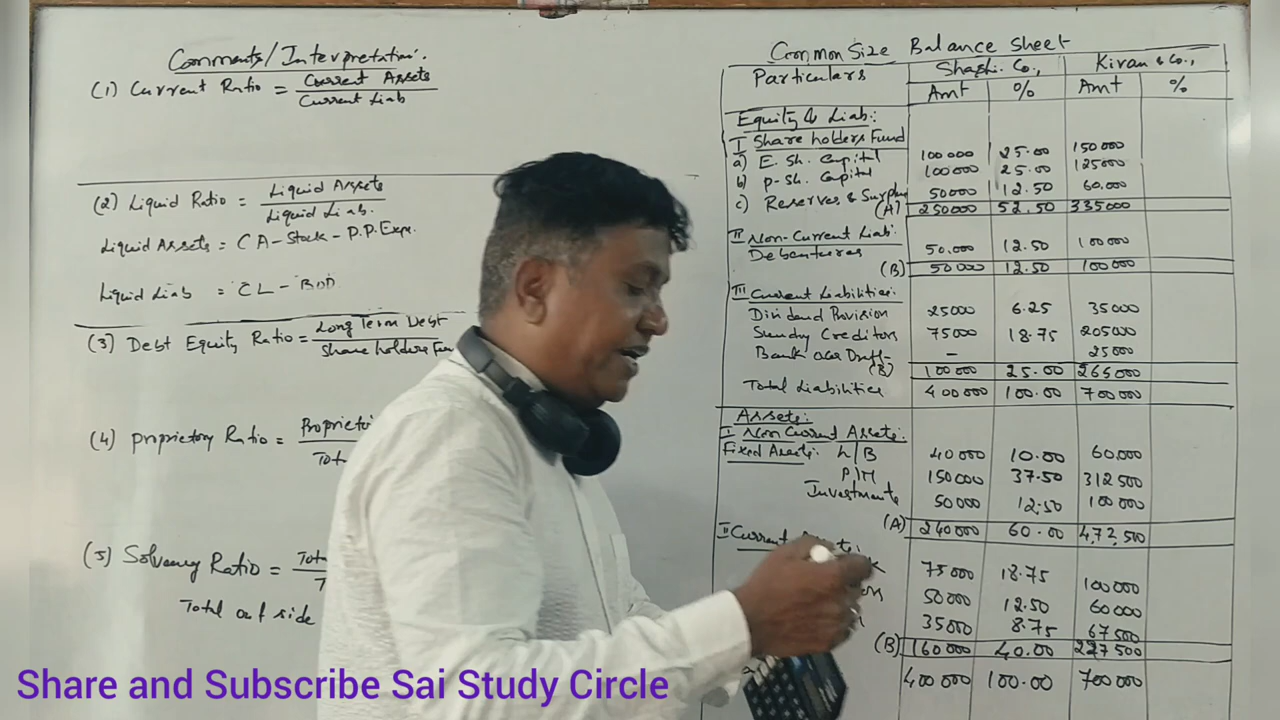 Comments/Interpretation:
(1) Current Ratio = Current Assets / Current Liab
(2) Liquid Ratio = Liquid Assets / Liquid Liab.
Liquid Assets = CA-Stock-P.P.Exp.
Liquid Liab = CL - BOD
(3) Debt Equity Ratio = Long Term Debt / Share holders Fun
(4) Proprietory Ratio =
(5) Solvency Ratio =
Total out side
Common Size Balance Sheet
Particulars Shashi. Co., Kiran & Co.,
Amt % Amt %
Equity & Liab:
I Share holders Fund
a) E. Sh. Capital 100000 25.00 150000
b) P-Sh. Capital 100000 25.00 125000
c) Reserves & Surplus 50000 12.50 60,000
(A) 250000 52.50 335000
II Non-Current Liab:
Debentures 50,000 12.50 100000
(B) 50000 12.50 100000
III Current Liabilities:
Dividend Provision 25000 6.25 35000
Sundry Creditors 75000 18.75 205000
Bank over Draft - 25000
(B) 100000 25.00 265000
Total Liabilities 400000 100.00 700000
Assets:
I Non Current Assets:
Fixed Assets: L/B 40000 10.00 60,000
P/M 150000 37.50 312500
Investments 50000 12.50 100000
(A) 240000 60.00 4,72,500
II Current
75000 18.75 100000
50000 12.50 60000
35000 8.75 67500
(B) 160000 40.00 227500
400000 100.00 700000
Share and Subscribe Sai Study Circle